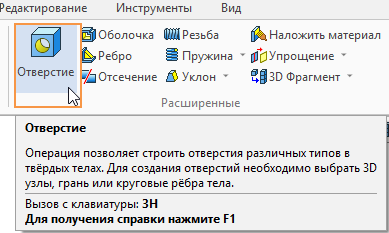 Редактирование Инструменты Вид
Оболочка Резьба Наложить материал
Ребро Пружина Упрощение
Отверстие
Отсечение Уклон 3D Фрагмент
Расширенные
Отверстие
Операция позволяет строить отверстия различных типов в
твёрдых телах. Для создания отверстий необходимо выбрать 3D
узлы, грань или круговые рёбра тела.
Вызов с клавиатуры: 3H
Для получения справки нажмите F1